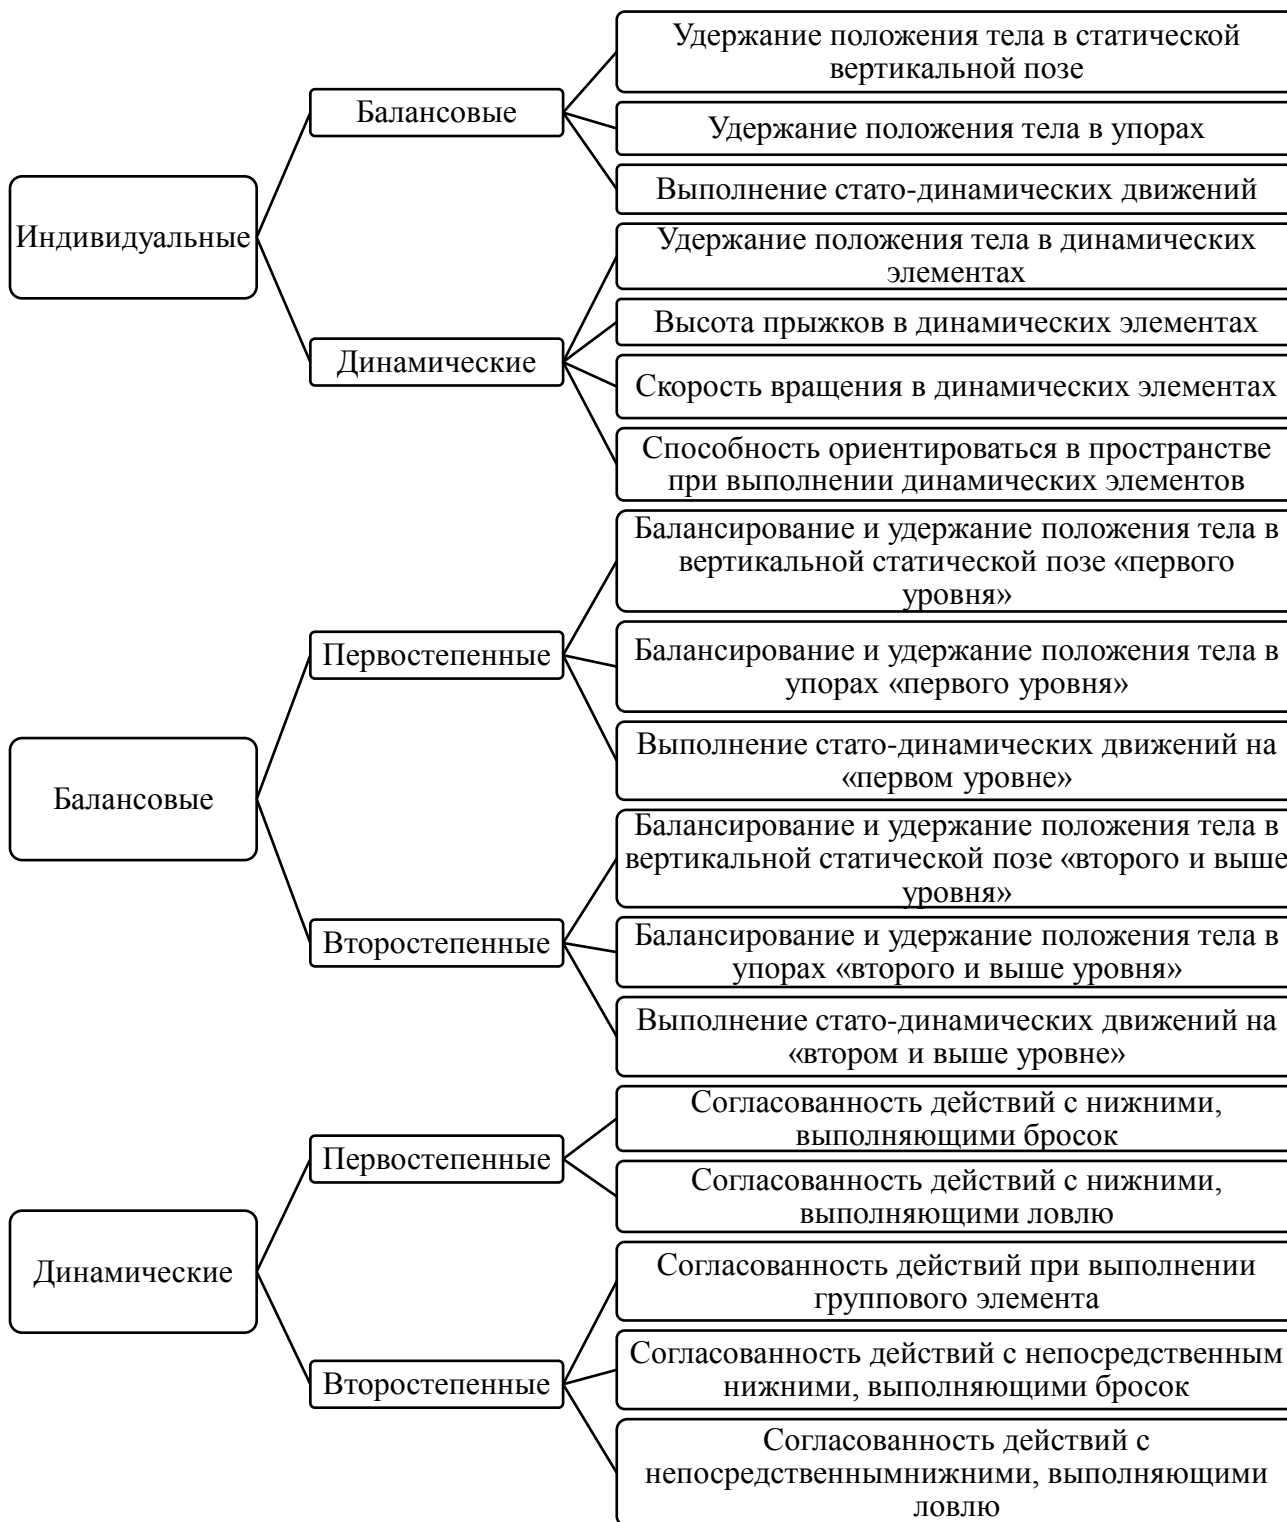 Индивидуальные
Балансовые
Удержание положения тела в статической
вертикальной позе
Удержание положения тела в упорах
Выполнение стато-динамических движений
Динамические
Удержание положения тела в динамических
элементах
Высота прыжков в динамических элементах
Скорость вращения в динамических элементах
Способность ориентироваться в пространстве
при выполнении динамических элементов
Балансовые
Первостепенные
Балансирование и удержание положения тела в
вертикальной статической позе «первого
уровня»
Балансирование и удержание положения тела в
упорах «первого уровня»
Выполнение стато-динамических движений на
«первом уровне»
Второстепенные
Балансирование и удержание положения тела в
вертикальной статической позе «второго и выше
уровня»
Балансирование и удержание положения тела в
упорах «второго и выше уровня»
Выполнение стато-динамических движений на
«втором и выше уровне»
Динамические
Первостепенные
Согласованность действий с нижними,
выполняющими бросок
Согласованность действий с нижними,
выполняющими ловлю
Второстепенные
Согласованность действий при выполнении
группового элемента
Согласованность действий с непосредственным
нижними, выполняющими бросок
Согласованность действий с
непосредственнымнижними, выполняющими
ловлю